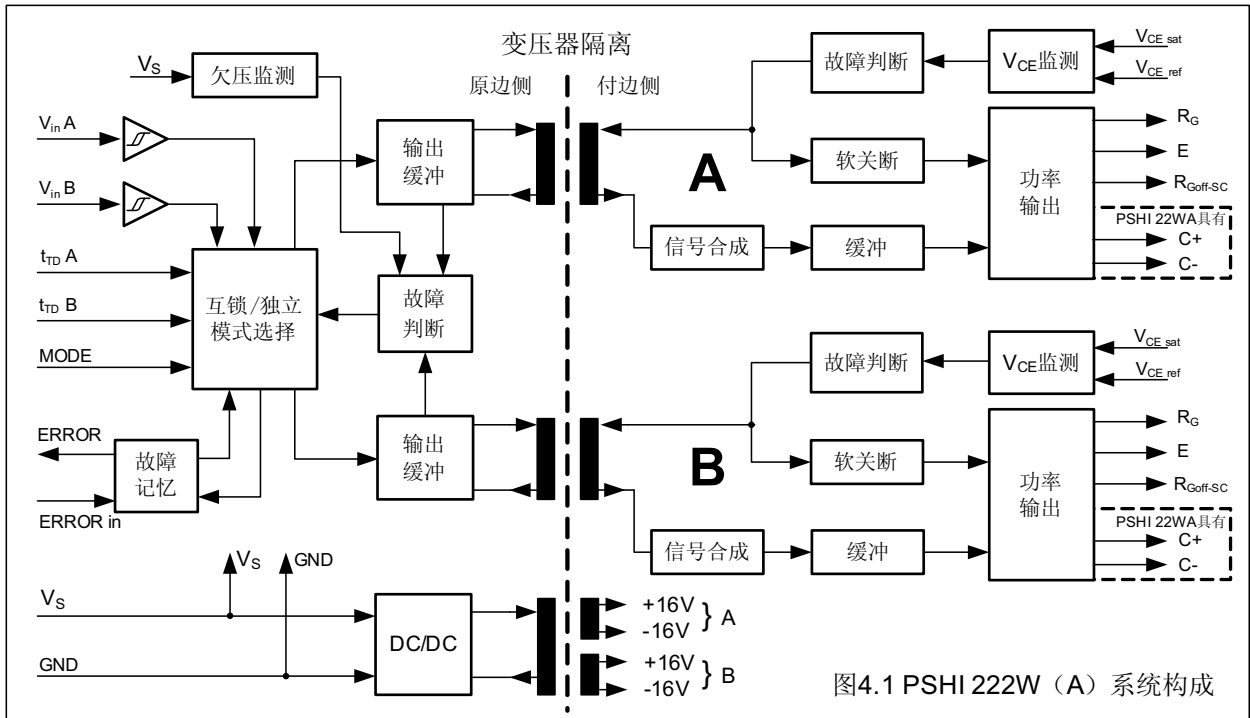 变压器隔离
原边侧
付边侧
VS
欠压监测
Vin A
Vin B
tTD A
tTD B
MODE
互锁/独立
模式选择
输出
缓冲
故障
判断
输出
缓冲
ERROR
ERROR in
故障
记忆
VS
GND
VS
GND
DC/DC
故障判断
VCE监测
VCE sat
VCE ref
A
软关断
功率
输出
RG
E
RGoff-SC
PSHI 22WA具有
C+
C-
信号合成
缓冲
故障判断
VCE监测
VCE sat
VCE ref
B
软关断
功率
输出
RG
E
RGoff-SC
PSHI 22WA具有
C+
C-
信号合成
缓冲
+16V
-16V
} A
+16V
-16V
} B
图4.1 PSHI 222W（A）系统构成